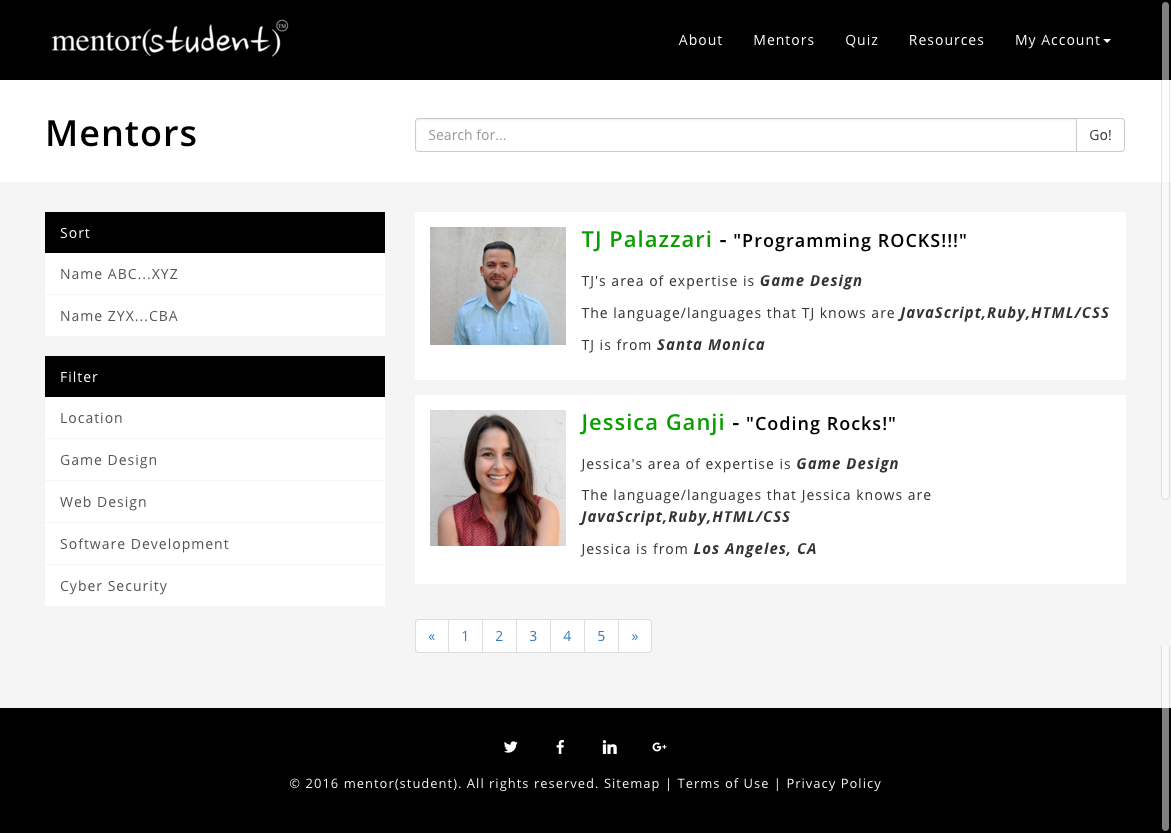 mentor(student)™
About Mentors Quiz Resources My Account
Mentors
Search for... Go!
Sort
Name ABC...XYZ
Name ZYX...CBA
Filter
Location
Game Design
Web Design
Software Development
Cyber Security
TJ Palazzari - "Programming ROCKS!!!"
TJ's area of expertise is Game Design
The language/languages that TJ knows are JavaScript,Ruby,HTML/CSS
TJ is from Santa Monica
Jessica Ganji - "Coding Rocks!"
Jessica's area of expertise is Game Design
The language/languages that Jessica knows are
JavaScript,Ruby,HTML/CSS
Jessica is from Los Angeles, CA
« 1 2 3 4 5 »
© 2016 mentor(student). All rights reserved. Sitemap | Terms of Use | Privacy Policy